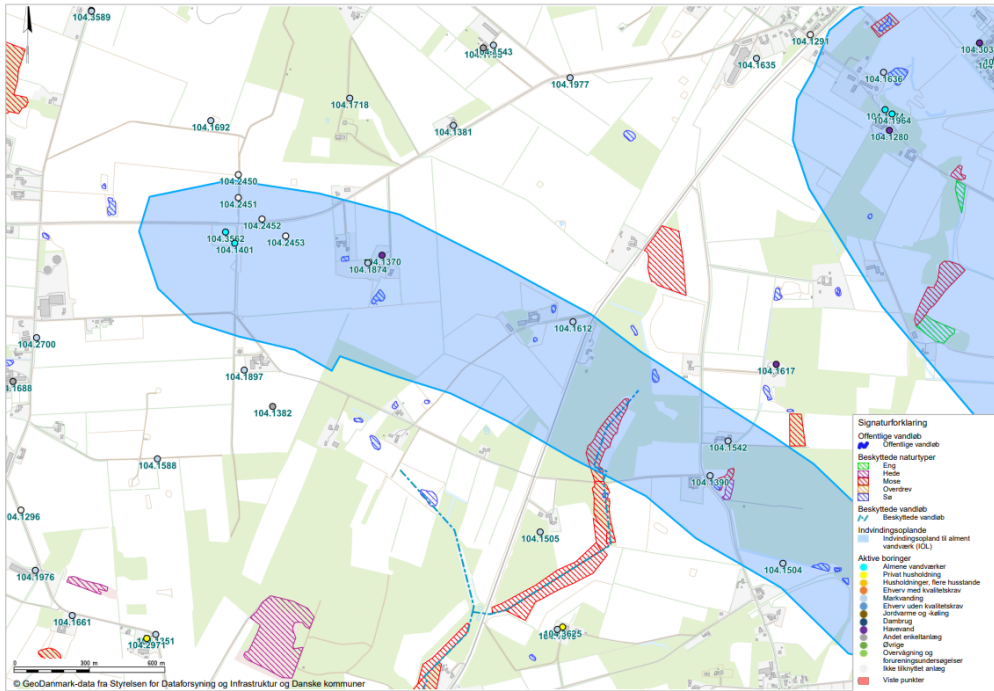 104.3589
104.1543
104.1291
104.303
104.1635
104.1636
104.1977
104.1718
104.1964
104.1692
104.1381
104.1280
104.2450
104.2451
104.2452
104.3562
104.2453
104.1401
104.1370
104.1874
104.1612
104.2700
104.1617
104.1897
104.1688
104.1382
104.1542
104.1588
104.1390
104.1296
104.1505
104.1504
104.1976
104.1661
104.3625
104.2971
Signaturforklaring
Offentlige vandløb
Offentlige vandløb
Beskyttede naturtyper
Eng
Hede
Mose
Overdrev
Sø
Beskyttede vandløb
Beskyttede vandløb
Indvindingsoplande
Indvindingsopland til alment
vandværk (IOL)
Aktive boringer
Almene vandværker
Privat husholdning
Husholdninger, flere husstande
Ehverv med kvalitetskrav
Markvanding
Ehverv uden kvalitetskrav
Jordvarme og -køling
Dambrug
Havevand
Andet enkeltanlæg
Øvrige
Overvågning og
forureningsundersøgelser
Ikke tilknyttet anlæg
Viste punkter
0 300 m 600 m
© GeoDanmark-data fra Styrelsen for Dataforsyning og Infrastruktur og Danske kommuner